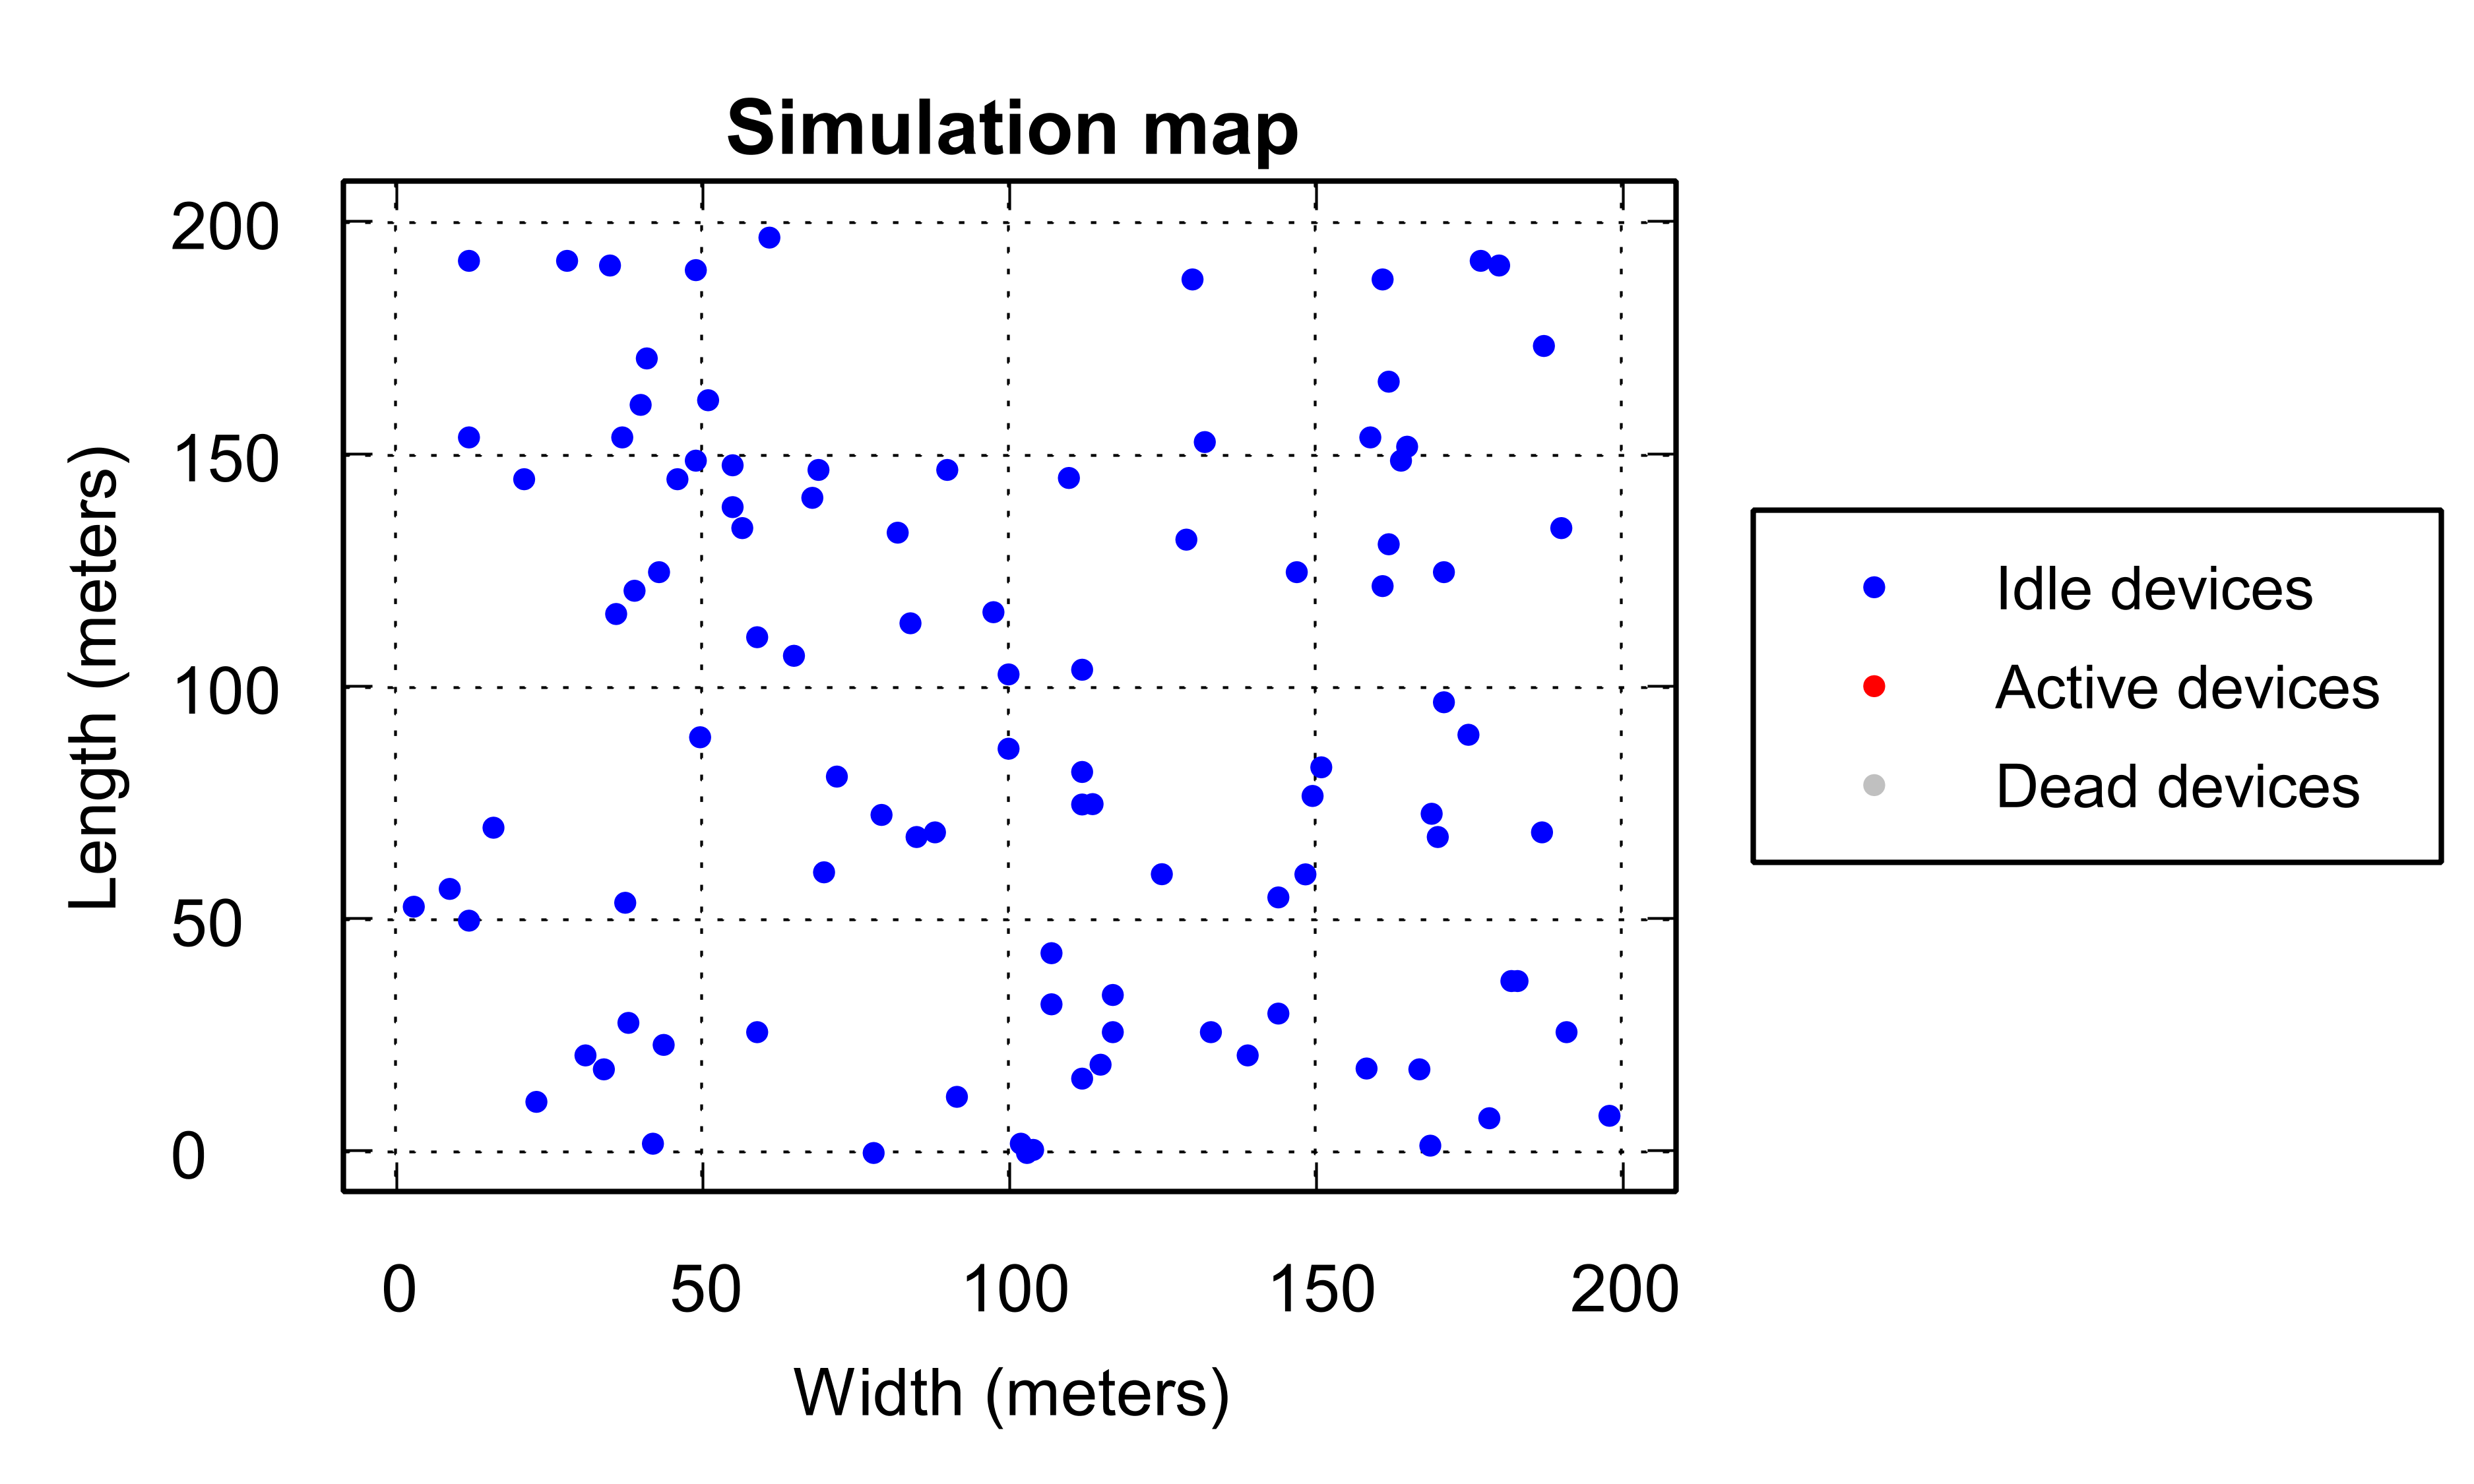 Simulation map
Length (meters)
200
150
100
50
0
0 50 100 150 200
Width (meters)
Idle devices
Active devices
Dead devices